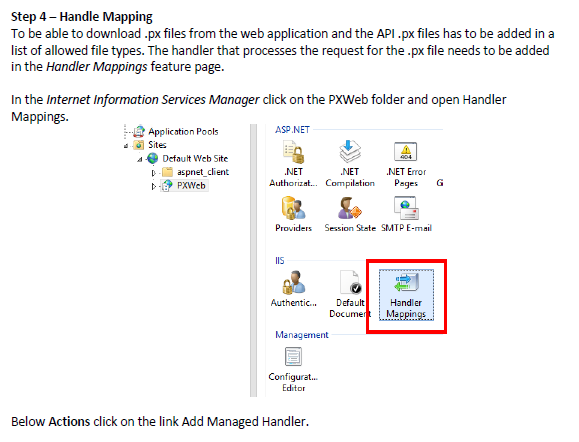 Step 4 – Handle Mapping
To be able to download .px files from the web application and the API .px files has to be added in a
list of allowed file types. The handler that processes the request for the .px file needs to be added
in the Handler Mappings feature page.
In the Internet Information Services Manager click on the PXWeb folder and open Handler
Mappings.
Application Pools
Sites
Default Web Site
aspnet_client
PXWeb
ASP.NET
.NET Authorizat...
.NET Compilation
404
.NET Error Pages
G
Providers
Session State
SMTP E-mail
IIS
Authentic...
Default Document
Handler Mappings
Management
Configurat... Editor
Below Actions click on the link Add Managed Handler.